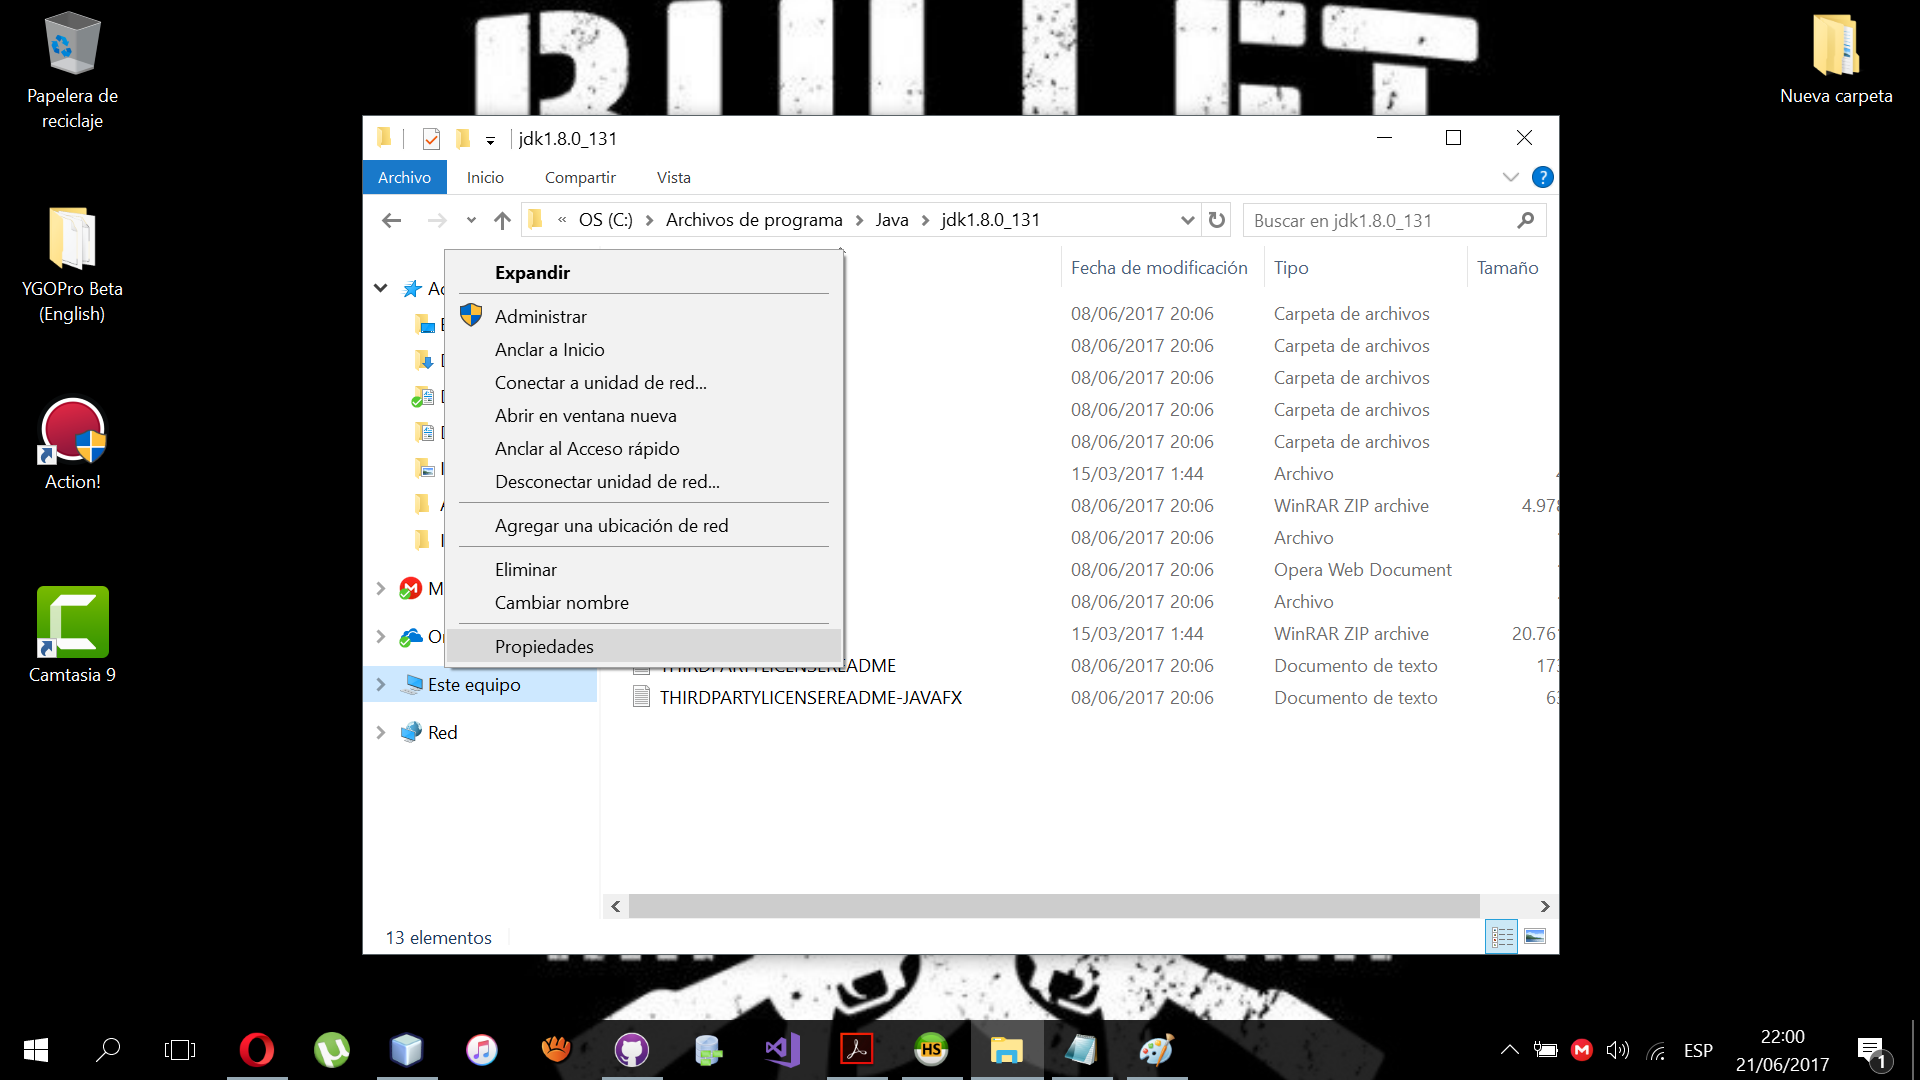 BULLET
Papelera de
reciclaje
Nueva carpeta
YGOPro Beta
(English)
Action!
Camtasia 9
jdk1.8.0_131
Archivo Inicio Compartir Vista
« OS (C:) > Archivos de programa > Java > jdk1.8.0_131
Buscar en jdk1.8.0_131
Fecha de modificación Tipo Tamaño
Expandir
Administrar
Anclar a Inicio
Conectar a unidad de red...
Abrir en ventana nueva
Anclar al Acceso rápido
Desconectar unidad de red...
Agregar una ubicación de red
Eliminar
Cambiar nombre
Propiedades
Este equipo
Red
08/06/2017 20:06 Carpeta de archivos
08/06/2017 20:06 Carpeta de archivos
08/06/2017 20:06 Carpeta de archivos
08/06/2017 20:06 Carpeta de archivos
08/06/2017 20:06 Carpeta de archivos
15/03/2017 1:44 Archivo
08/06/2017 20:06 WinRAR ZIP archive 4.978
08/06/2017 20:06 Archivo
08/06/2017 20:06 Opera Web Document
08/06/2017 20:06 Archivo
15/03/2017 1:44 WinRAR ZIP archive 20.761
THIRDPARTYLICENSEREADME 08/06/2017 20:06 Documento de texto 173
THIRDPARTYLICENSEREADME-JAVAFX 08/06/2017 20:06 Documento de texto 63
13 elementos
HS
ESP
22:00
21/06/2017
1